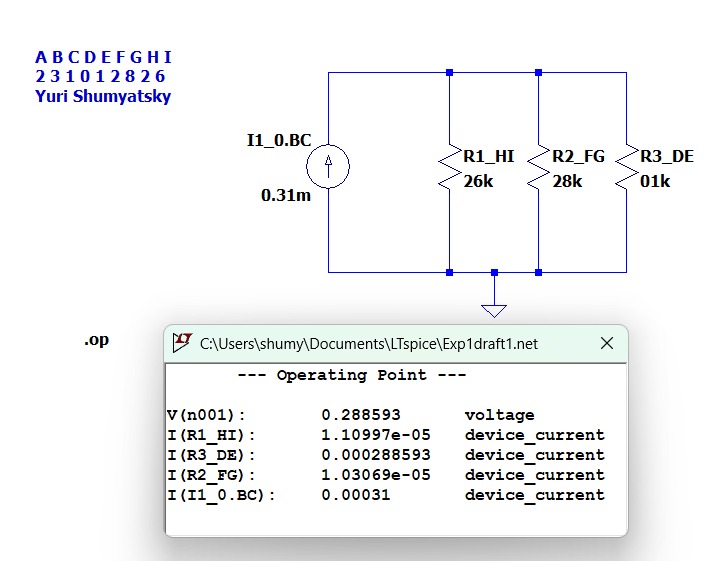 A B C D E F G H I
2 3 1 0 1 2 8 2 6
Yuri Shumyatsky
I1_0.BC
0.31m
R1_HI
26k
R2_FG
28k
R3_DE
01k
.op
C:\Users\shumy\Documents\LTspice\Exp1draft1.net
--- Operating Point ---
V(n001): 0.288593 voltage
I(R1_HI): 1.10997e-05 device_current
I(R3_DE): 0.000288593 device_current
I(R2_FG): 1.03069e-05 device_current
I(I1_0.BC): 0.00031 device_current